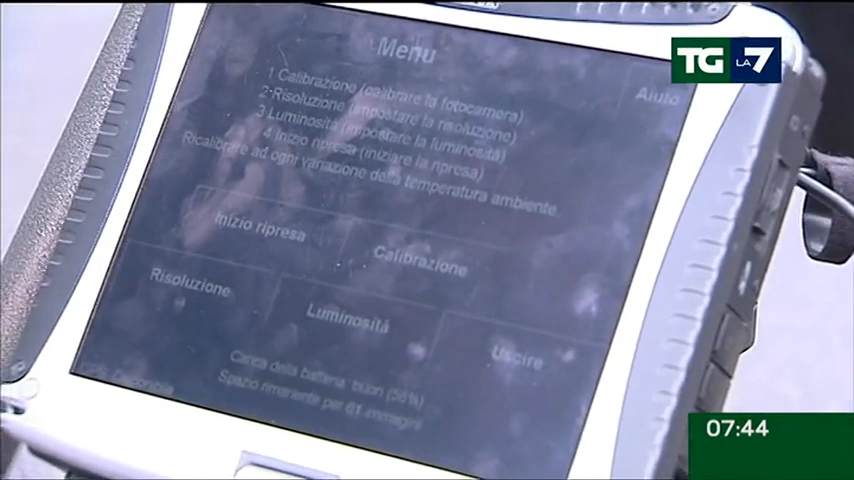 TG LA 7
Menu
Aiuto
1 Calibrazione (calibrare la fotocamera)
2 Risoluzione (impostare la risoluzione)
3 Luminosità (impostare la luminosità)
4 Inizio ripresa (iniziare la ripresa)
Ricalibrare ad ogni variazione della temperatura ambiente.
Inizio ripresa
Calibrazione
Risoluzione
Luminosità
Uscire
Carica della batteria: buon (56%)
Spazio rimanente per 61 immagini
07:44